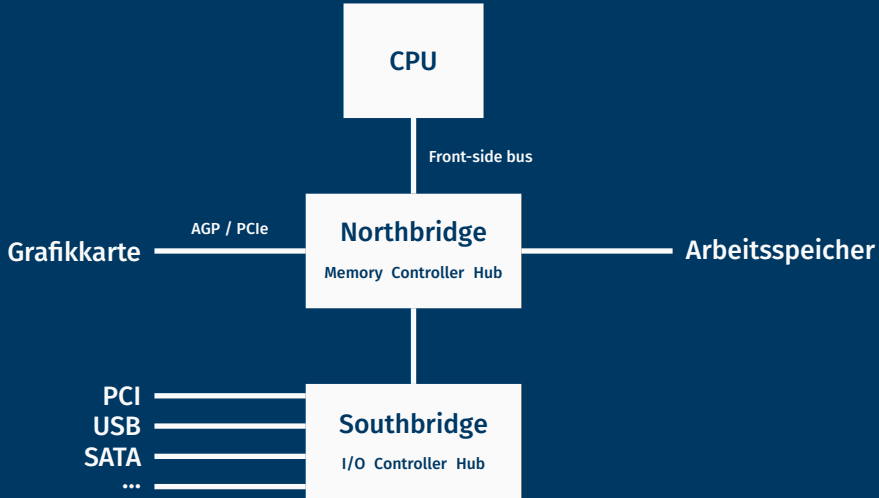 CPU
Front-side bus
AGP / PCIe
Grafikkarte
Northbridge
Memory Controller Hub
Arbeitsspeicher
PCI
USB
SATA
...
Southbridge
I/O Controller Hub